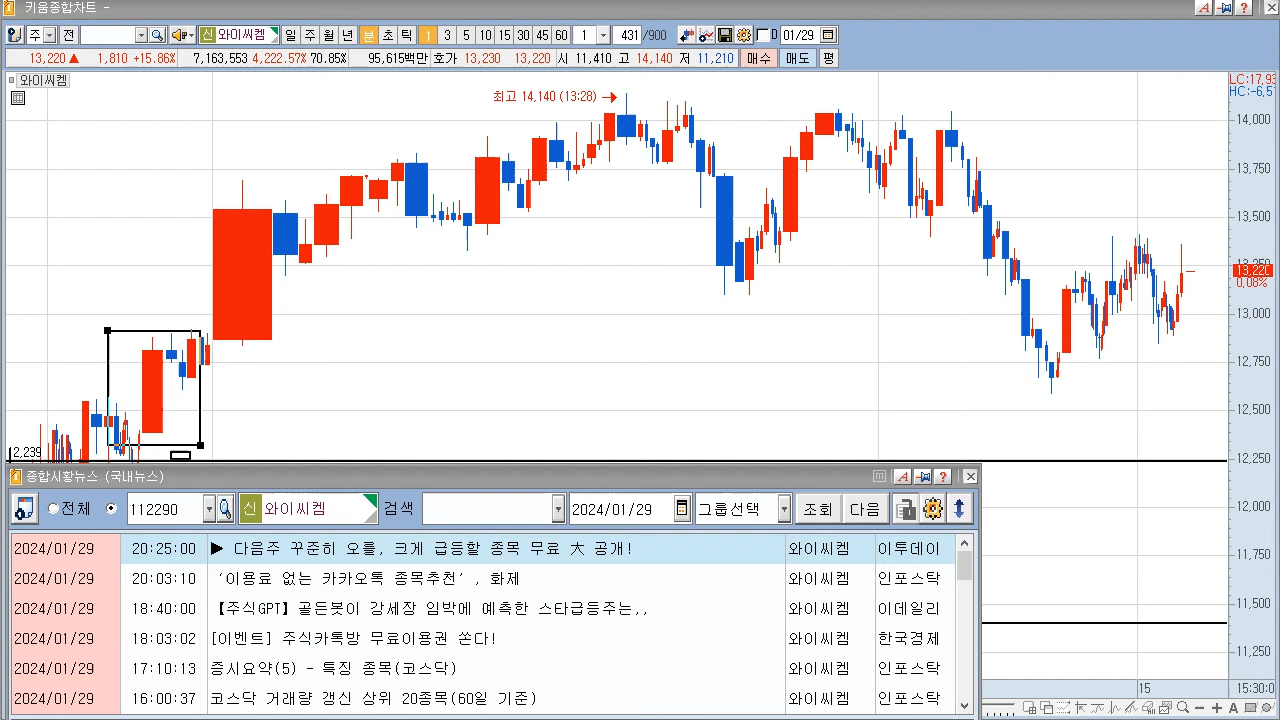 키움종합차트 -
주 전 신 와이씨켐 일 주 월 년 분 초 틱 1 3 5 10 15 30 45 60 1 431 /900 D 01/29
13,220 ▲ 1,810 +15.86% 7,163,553 4,222.57% 70.85% 95,615백만 호가 13,230 13,220 시 11,410 고 14,140 저 11,210 매수 매도 평
와이씨켐
LC:17,93
HC:-6,5
최고 14,140 (13:28)
14,000
13,750
13,500
13,220
0,08%
13,000
12,750
12,500
12,239
12,250
12,000
11,750
11,500
11,250
15 15:30:0
종합시황뉴스 (국내뉴스)
전체 112290 신 와이씨켐 검색 2024/01/29 그룹선택 조회 다음
2024/01/29 20:25:00 ▶ 다음주 꾸준히 오를, 크게 급등할 종목 무료 大 공개! 와이씨켐 이투데이
2024/01/29 20:03:10 '이용료 없는 카카오톡 종목추천', 화제 와이씨켐 인포스탁
2024/01/29 18:40:00 【주식GPT】골든봇이 강세장 임박에 예측한 스타급등주는,, 와이씨켐 이데일리
2024/01/29 18:03:02 [이벤트] 주식카톡방 무료이용권 쏜다! 와이씨켐 한국경제
2024/01/29 17:10:13 증시요약(5) - 특징 종목(코스닥) 와이씨켐 인포스탁
2024/01/29 16:00:37 코스닥 거래량 갱신 상위 20종목(60일 기준) 와이씨켐 인포스탁